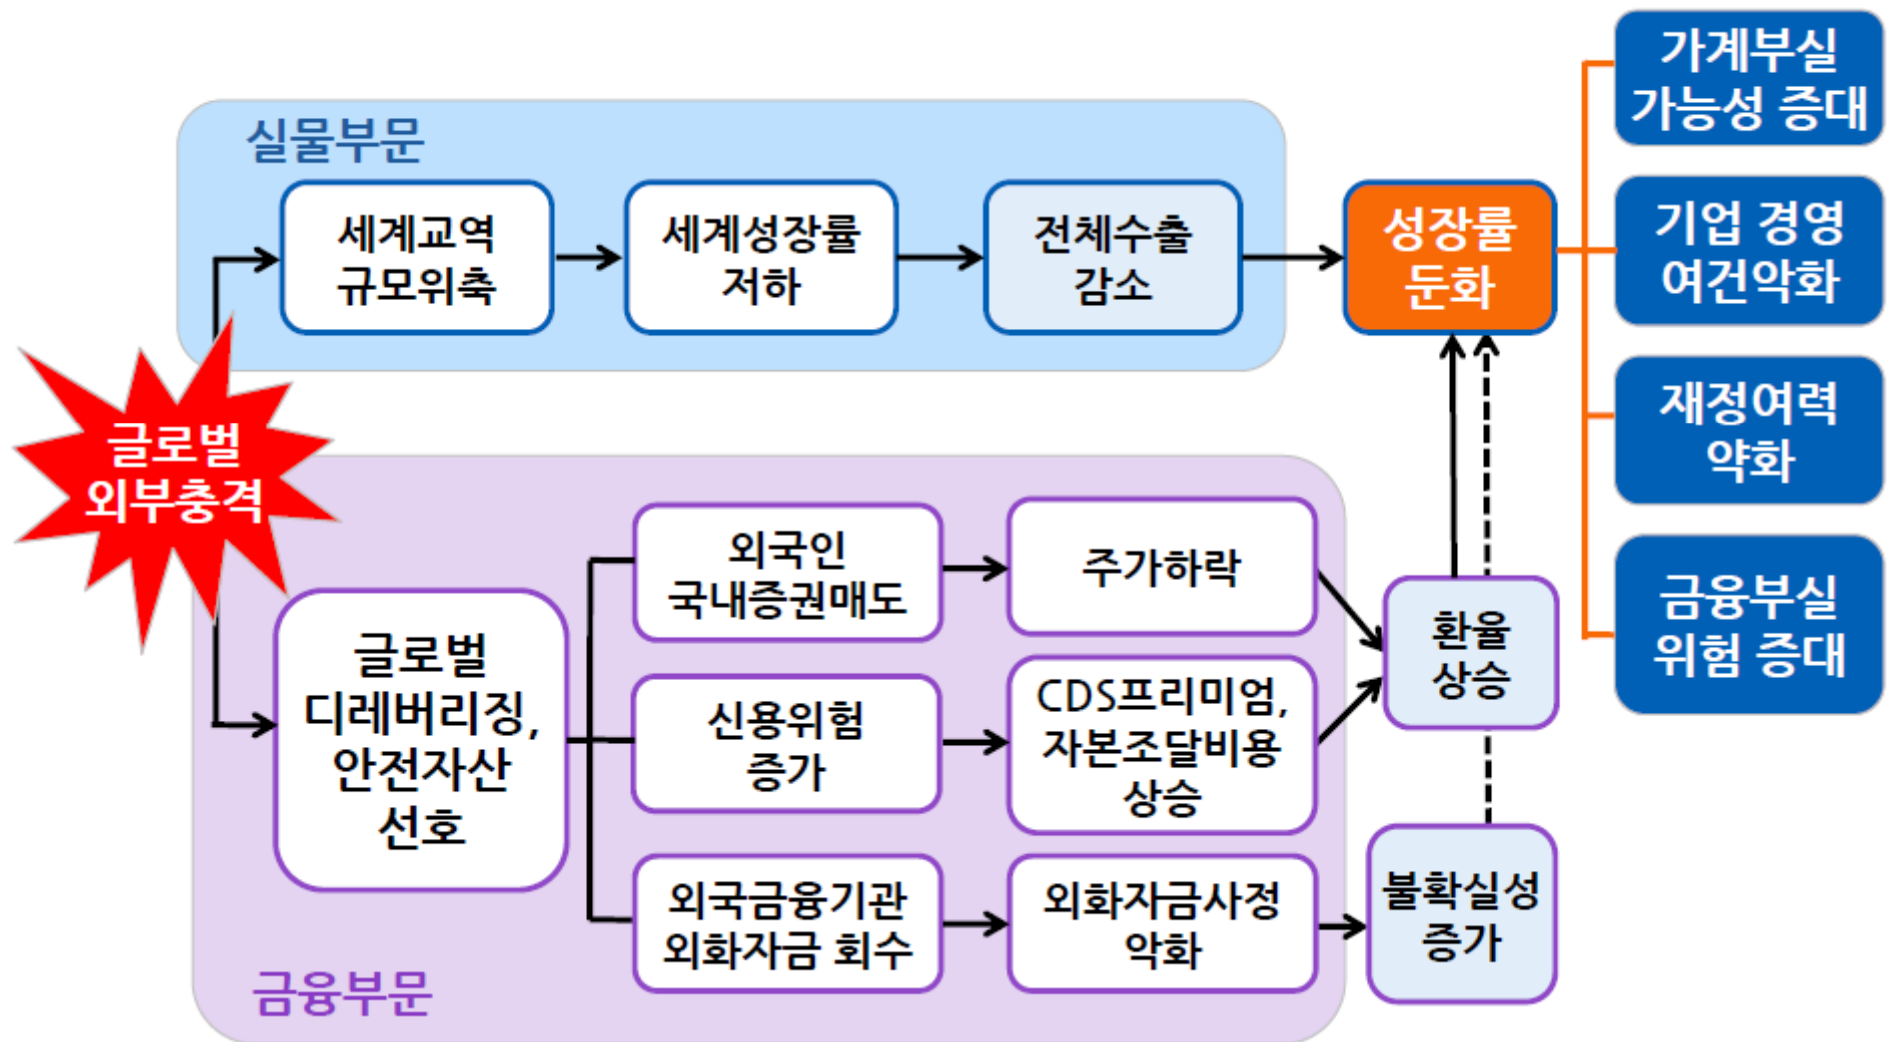 실물부문
세계교역
규모위축
세계성장률
저하
전체수출
감소
성장률
둔화
가계부실
가능성 증대
기업 경영
여건악화
재정여력
약화
금융부실
위험 증대
글로벌
외부충격
글로벌
디레버리징,
안전자산
선호
외국인
국내증권매도
주가하락
신용위험
증가
CDS프리미엄,
자본조달비용
상승
환율
상승
외국금융기관
외화자금 회수
외화자금사정
악화
불확실성
증가
금융부문